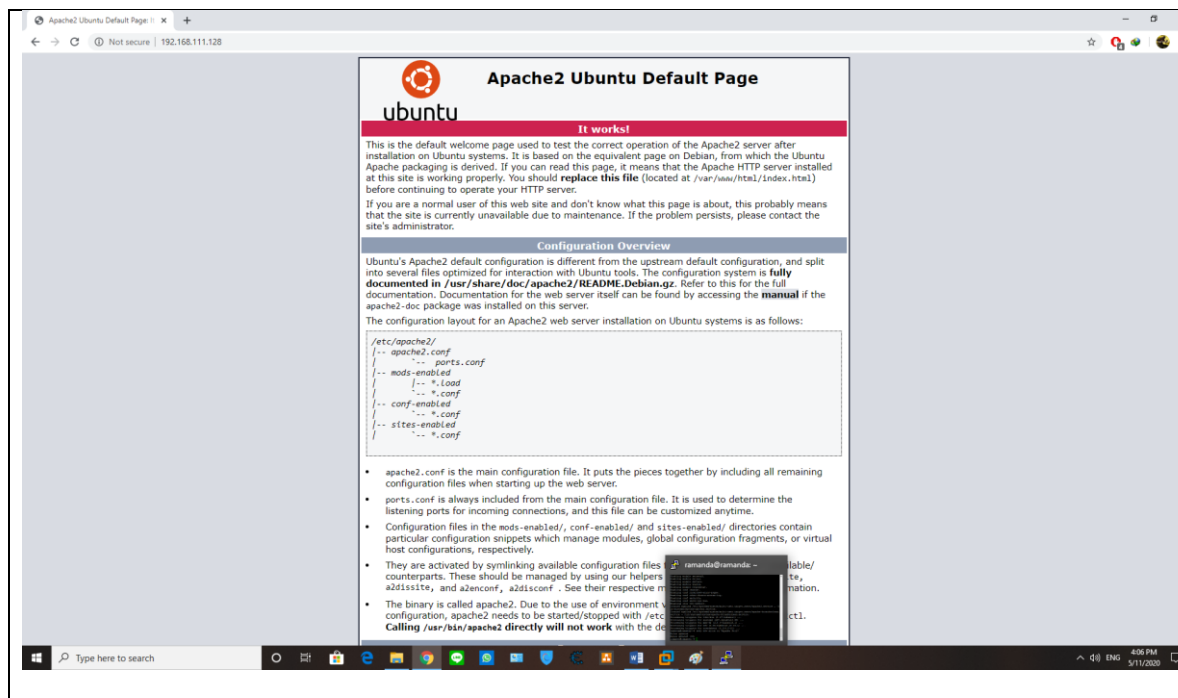 Apache2 Ubuntu Default Page: It
Not secure | 192.168.111.128
ubuntu
Apache2 Ubuntu Default Page
It works!
This is the default welcome page used to test the correct operation of the Apache2 server after
installation on Ubuntu systems. It is based on the equivalent page on Debian, from which the Ubuntu
Apache packaging is derived. If you can read this page, it means that the Apache HTTP server installed
at this site is working properly. You should replace this file (located at /var/www/html/index.html)
before continuing to operate your HTTP server.
If you are a normal user of this web site and don't know what this page is about, this probably means
that the site is currently unavailable due to maintenance. If the problem persists, please contact the
site's administrator.
Configuration Overview
Ubuntu's Apache2 default configuration is different from the upstream default configuration, and split
into several files optimized for interaction with Ubuntu tools. The configuration system is fully
documented in /usr/share/doc/apache2/README.Debian.gz. Refer to this for the full
documentation. Documentation for the web server itself can be found by accessing the manual if the
apache2-doc package was installed on this server.
The configuration layout for an Apache2 web server installation on Ubuntu systems is as follows:
/etc/apache2/
|-- apache2.conf
|       `--  ports.conf
|-- mods-enabled
|       |-- *.load
|       `-- *.conf
|-- conf-enabled
|       `-- *.conf
|-- sites-enabled
|       `-- *.conf
• apache2.conf is the main configuration file. It puts the pieces together by including all remaining
configuration files when starting up the web server.
• ports.conf is always included from the main configuration file. It is used to determine the
listening ports for incoming connections, and this file can be customized anytime.
• Configuration files in the mods-enabled/, conf-enabled/ and sites-enabled/ directories contain
particular configuration snippets which manage modules, global configuration fragments, or virtual
host configurations, respectively.
• They are activated by symlinking available configuration files
ramanda@ramanda: ~
lable/
counterparts. These should be managed by using our helpers
ite,
a2dissite, and a2enconf, a2disconf . See their respective m
mation.
• The binary is called apache2. Due to the use of environment v
configuration, apache2 needs to be started/stopped with /etc
ctl.
Calling /usr/bin/apache2 directly will not work with the de
Type here to search
ENG
4:06 PM
5/11/2020